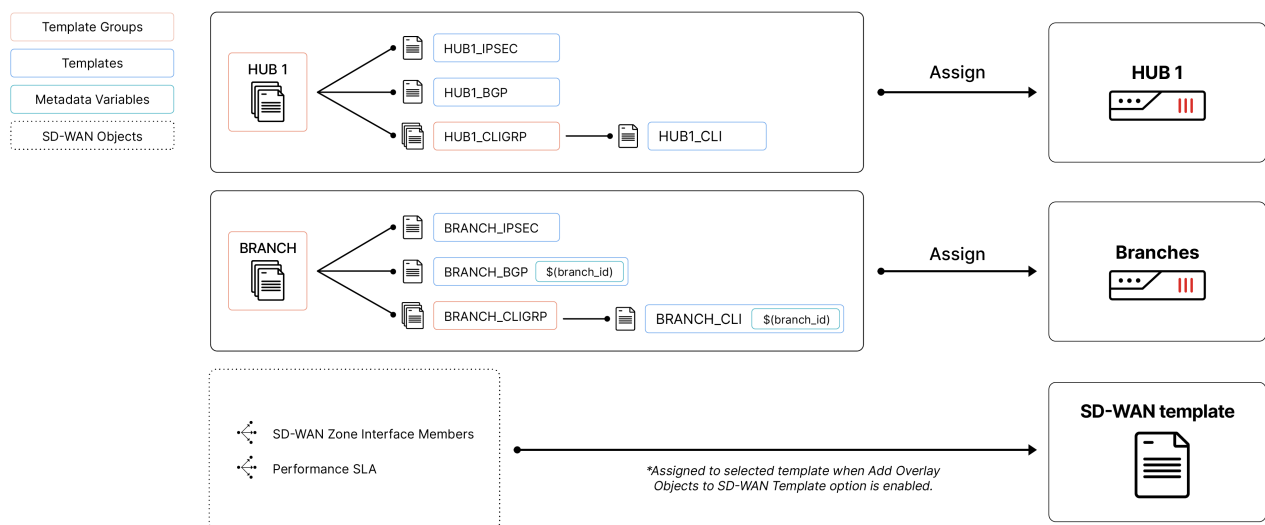 Template Groups
Templates
Metadata Variables
SD-WAN Objects
HUB 1
HUB1_IPSEC
HUB1_BGP
HUB1_CLIGRP
HUB1_CLI
Assign
HUB 1
BRANCH
BRANCH_IPSEC
BRANCH_BGP $(branch_id)
BRANCH_CLIGRP
BRANCH_CLI $(branch_id)
Assign
Branches
SD-WAN Zone Interface Members
Performance SLA
*Assigned to selected template when Add Overlay
Objects to SD-WAN Template option is enabled.
SD-WAN template